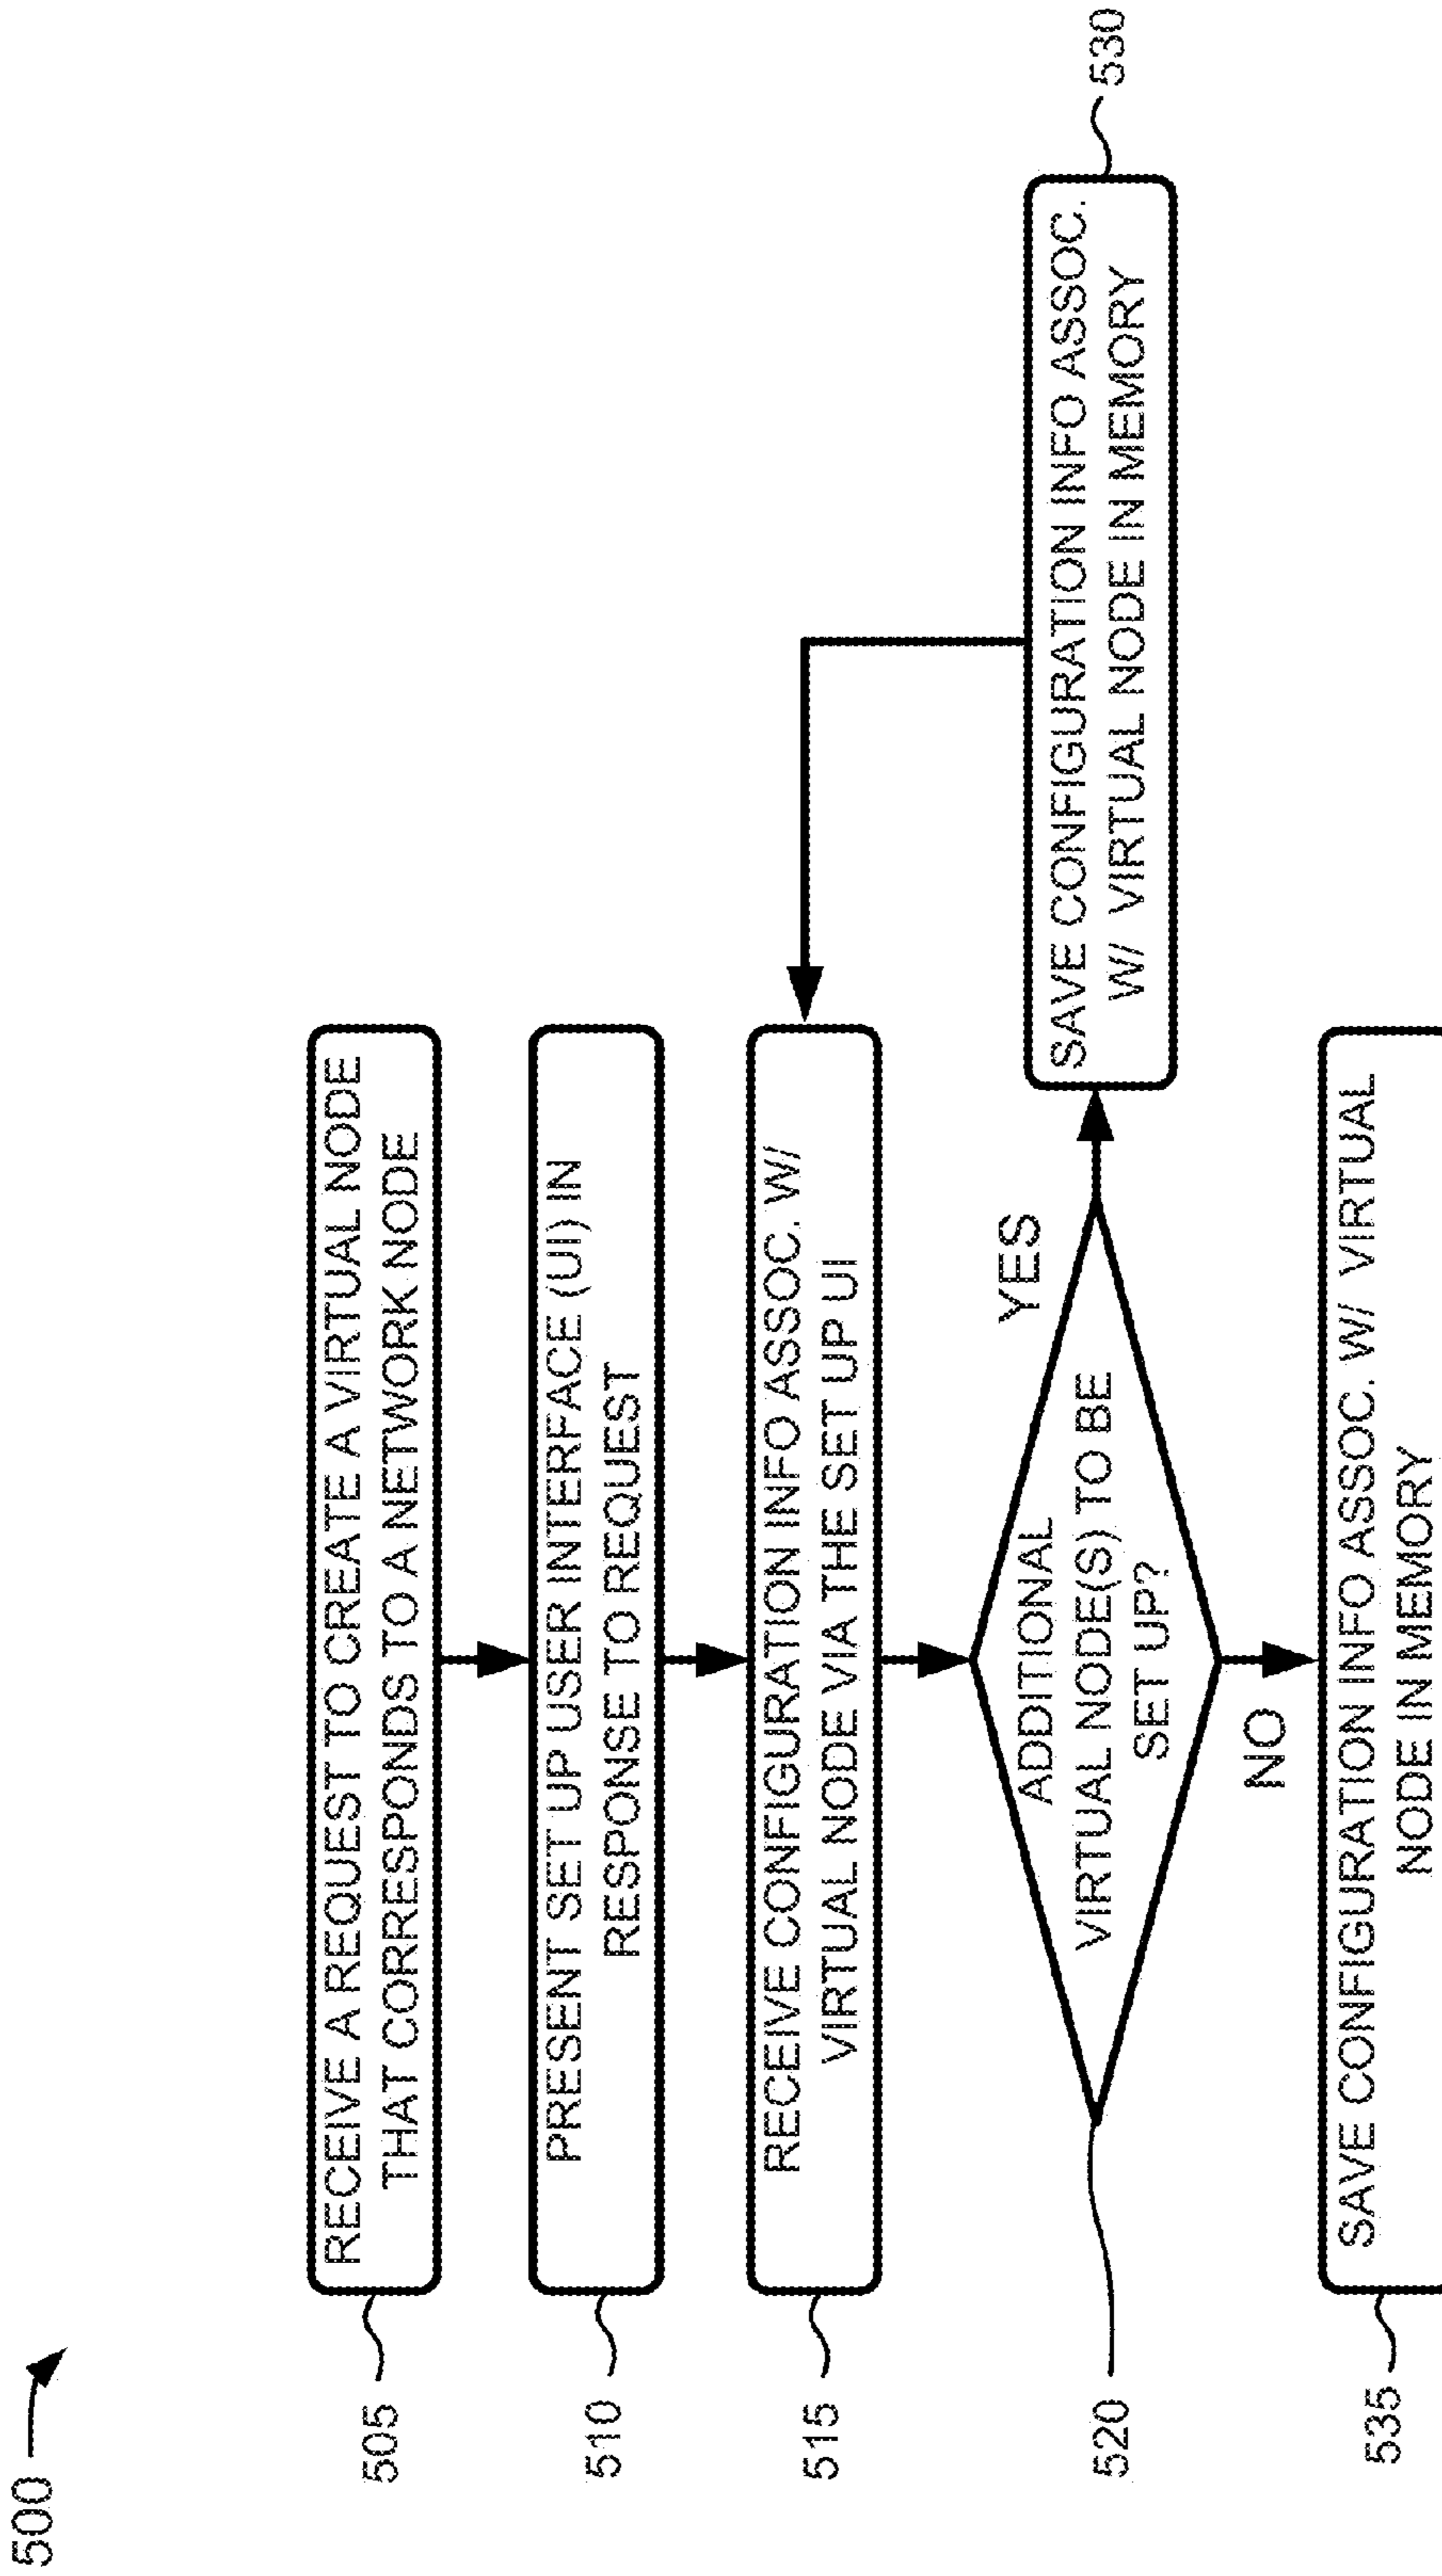 500
505
RECEIVE A REQUEST TO CREATE A VIRTUAL NODE
THAT CORRESPONDS TO A NETWORK NODE
510
PRESENT SET UP USER INTERFACE (UI) IN
RESPONSE TO REQUEST
515
RECEIVE CONFIGURATION INFO ASSOC. W/
VIRTUAL NODE VIA THE SET UP UI
520
ADDITIONAL
VIRTUAL NODE(S) TO BE
SET UP?
YES
SAVE CONFIGURATION INFO ASSOC.
W/ VIRTUAL NODE IN MEMORY
530
NO
535
SAVE CONFIGURATION INFO ASSOC. W/ VIRTUAL
NODE IN MEMORY